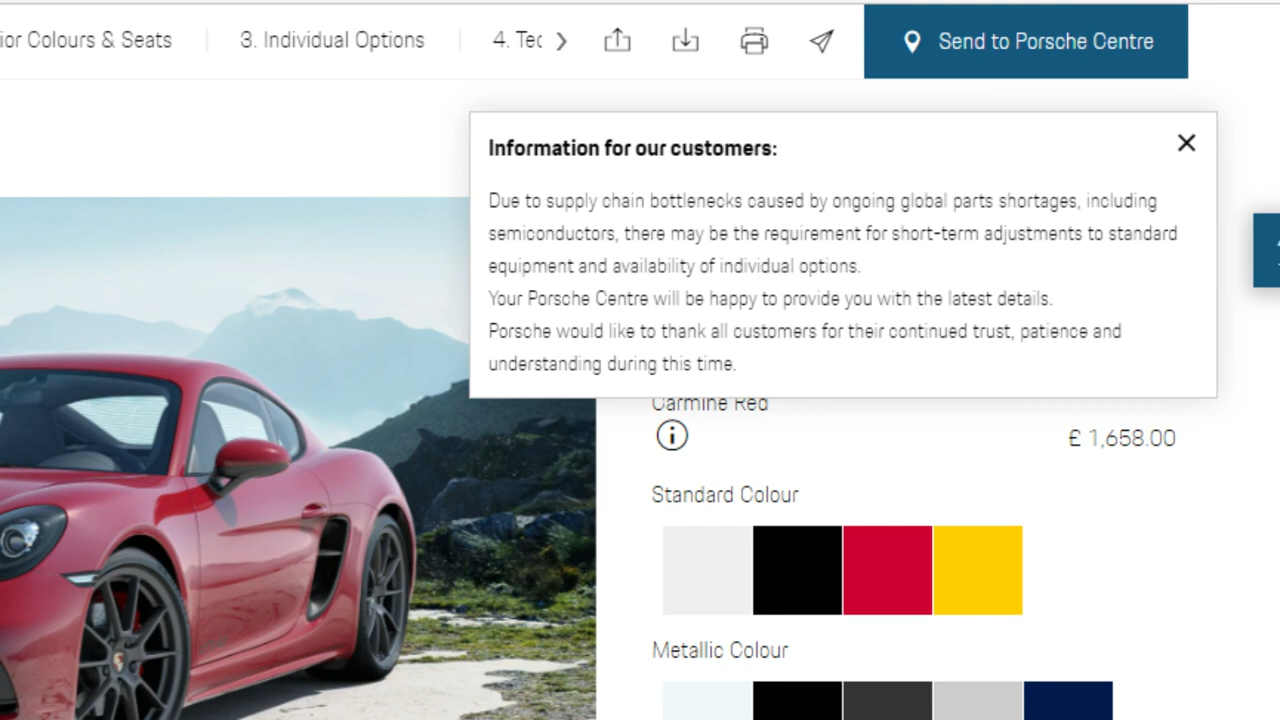 ior Colours & Seats
3. Individual Options
4. Tec
Send to Porsche Centre
Information for our customers:
Due to supply chain bottlenecks caused by ongoing global parts shortages, including
semiconductors, there may be the requirement for short-term adjustments to standard
equipment and availability of individual options.
Your Porsche Centre will be happy to provide you with the latest details.
Porsche would like to thank all customers for their continued trust, patience and
understanding during this time.
Carmine Red
£ 1,658.00
Standard Colour
Metallic Colour